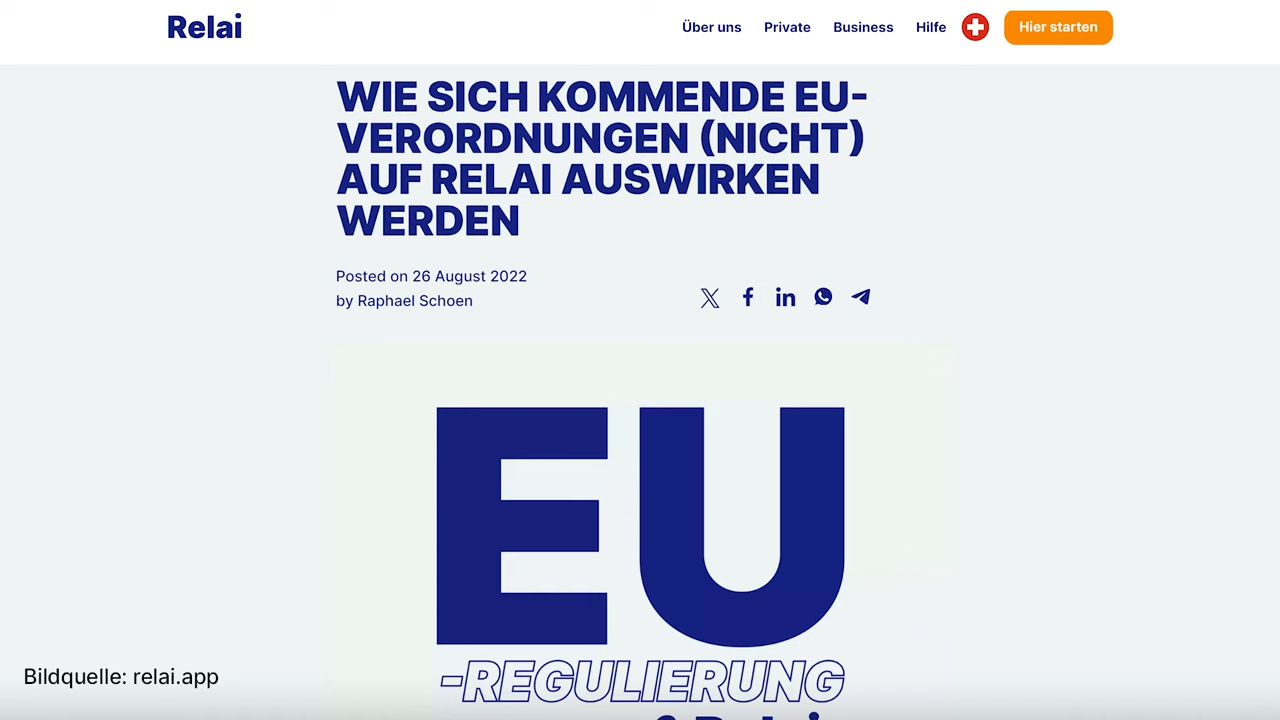 Relai
Über uns Private Business Hilfe Hier starten
WIE SICH KOMMENDE EU-
VERORDNUNGEN (NICHT)
AUF RELAI AUSWIRKEN
WERDEN
Posted on 26 August 2022
by Raphael Schoen
EU
-REGULIERUNG
Bildquelle: relai.app